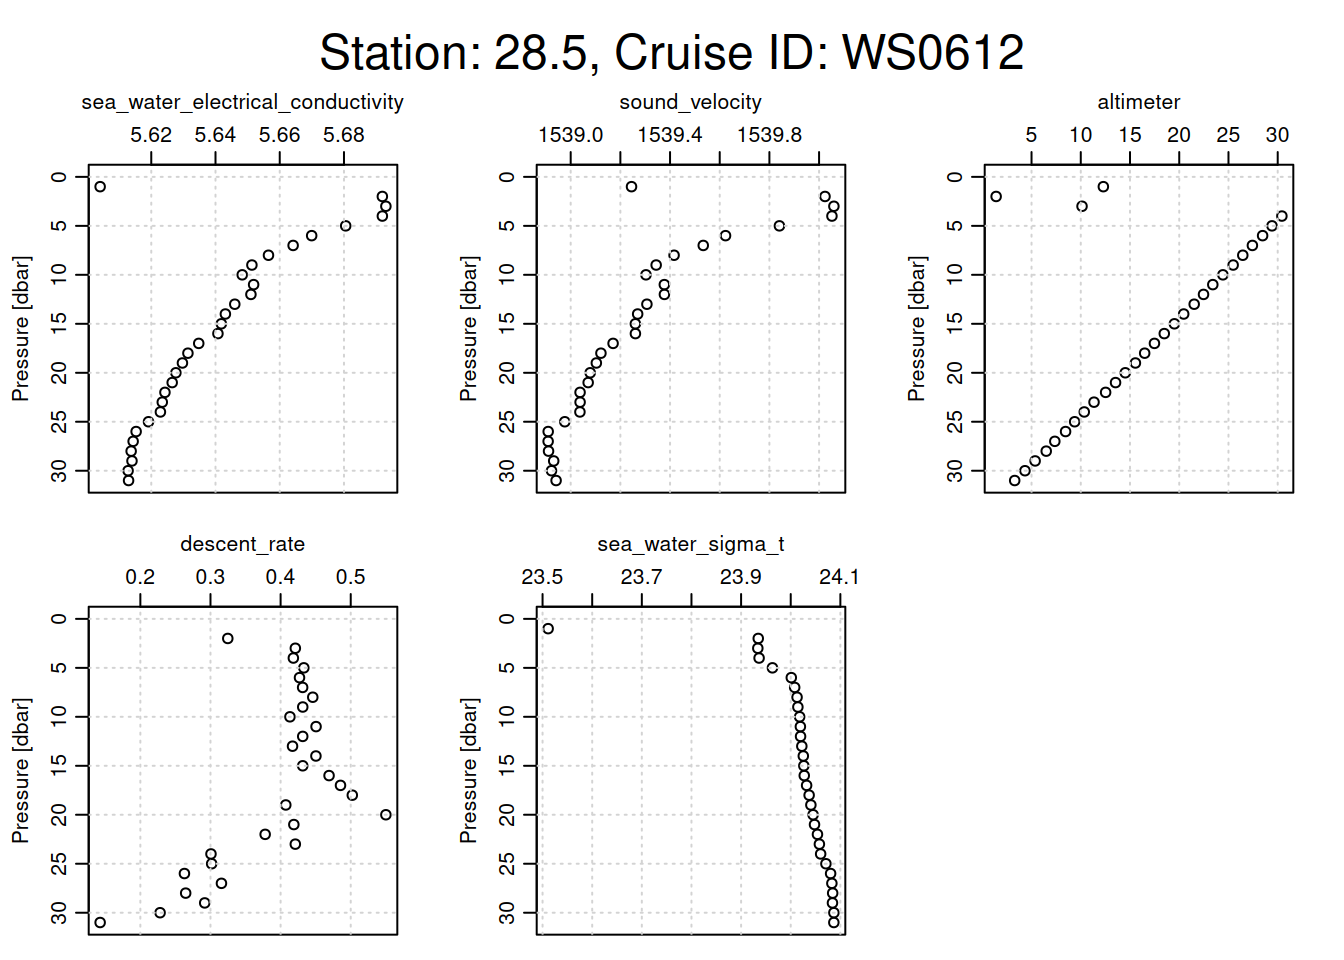 Station: 28.5, Cruise ID: WS0612
sea_water_electrical_conductivity
5.62 5.64 5.66 5.68
Pressure [dbar]
0
5
10
15
20
25
30
sound_velocity
1539.0 1539.4 1539.8
Pressure [dbar]
0
5
10
15
20
25
30
altimeter
5 10 15 20 25 30
Pressure [dbar]
0
5
10
15
20
25
30
descent_rate
0.2 0.3 0.4 0.5
Pressure [dbar]
0
5
10
15
20
25
30
sea_water_sigma_t
23.5 23.7 23.9 24.1
Pressure [dbar]
0
5
10
15
20
25
30